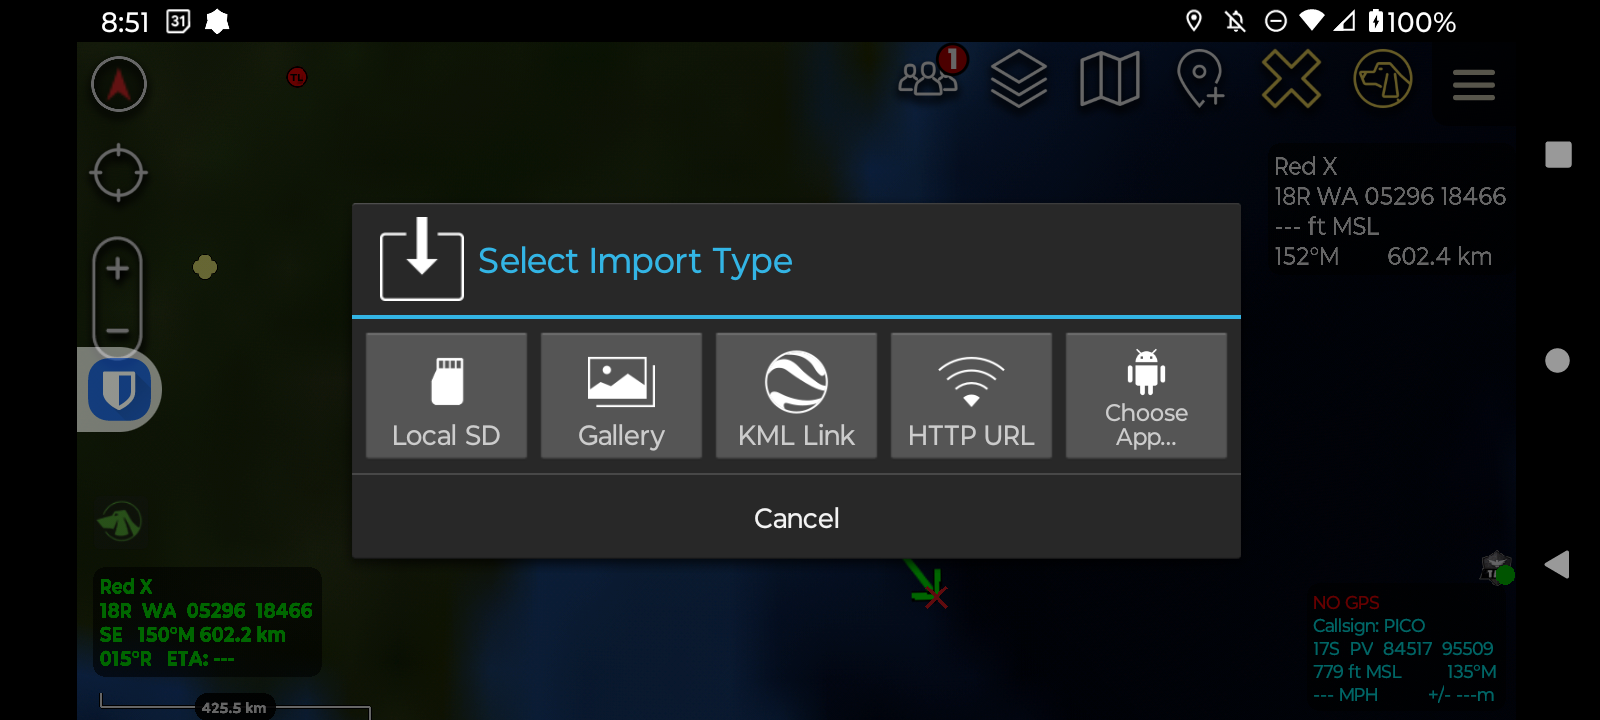 8:51
31
100%
TL
1
Red X
18R WA 05296 18466
--- ft MSL
152°M 602.4 km
Select Import Type
Local SD
Gallery
KML Link
HTTP URL
Choose
App...
Cancel
Red X
18R WA 05296 18466
SE 150°M 602.2 km
015°R ETA: ---
425.5 km
NO GPS
Callsign: PICO
17S PV 84517 95509
779 ft MSL 135°M
--- MPH +/- ---m